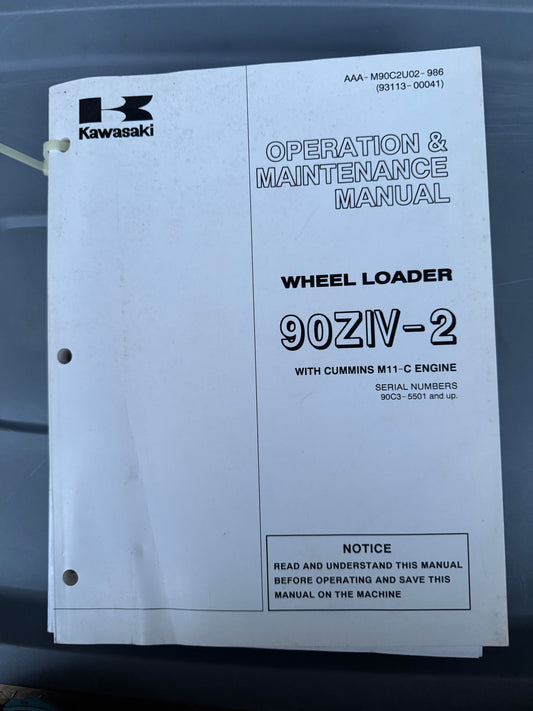 AAA-M90C2U02-986
(93113-00041)
Kawasaki
OPERATION &
MAINTENANCE
MANUAL
WHEEL LOADER
90ZIV-2
WITH CUMMINS M11-C ENGINE
SERIAL NUMBERS
90C3-5501 and up.
NOTICE
READ AND UNDERSTAND THIS MANUAL
BEFORE OPERATING AND SAVE THIS
MANUAL ON THE MACHINE